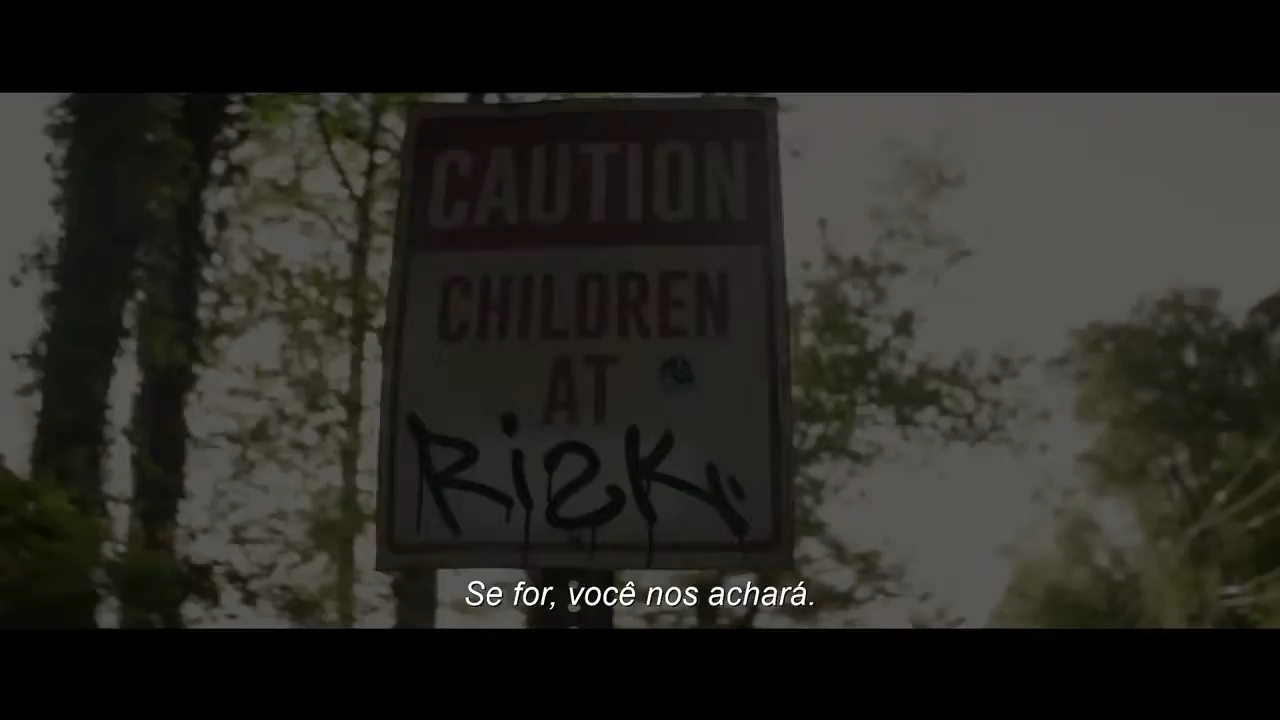 CAUTION
CHILDREN
AT
RiSK
Se for, você nos achará.